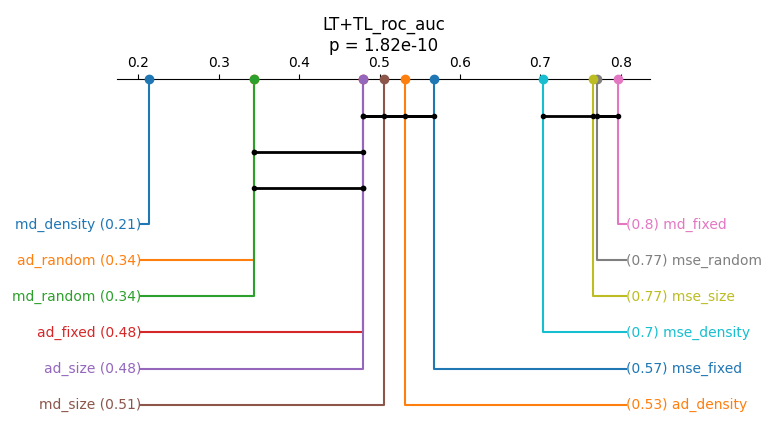 LT+TL_roc_auc
p = 1.82e-10
0.2 0.3 0.4 0.5 0.6 0.7 0.8
md_density (0.21)
(0.8) md_fixed
ad_random (0.34)
(0.77) mse_random
md_random (0.34)
(0.77) mse_size
ad_fixed (0.48)
(0.7) mse_density
ad_size (0.48)
(0.57) mse_fixed
md_size (0.51)
(0.53) ad_density